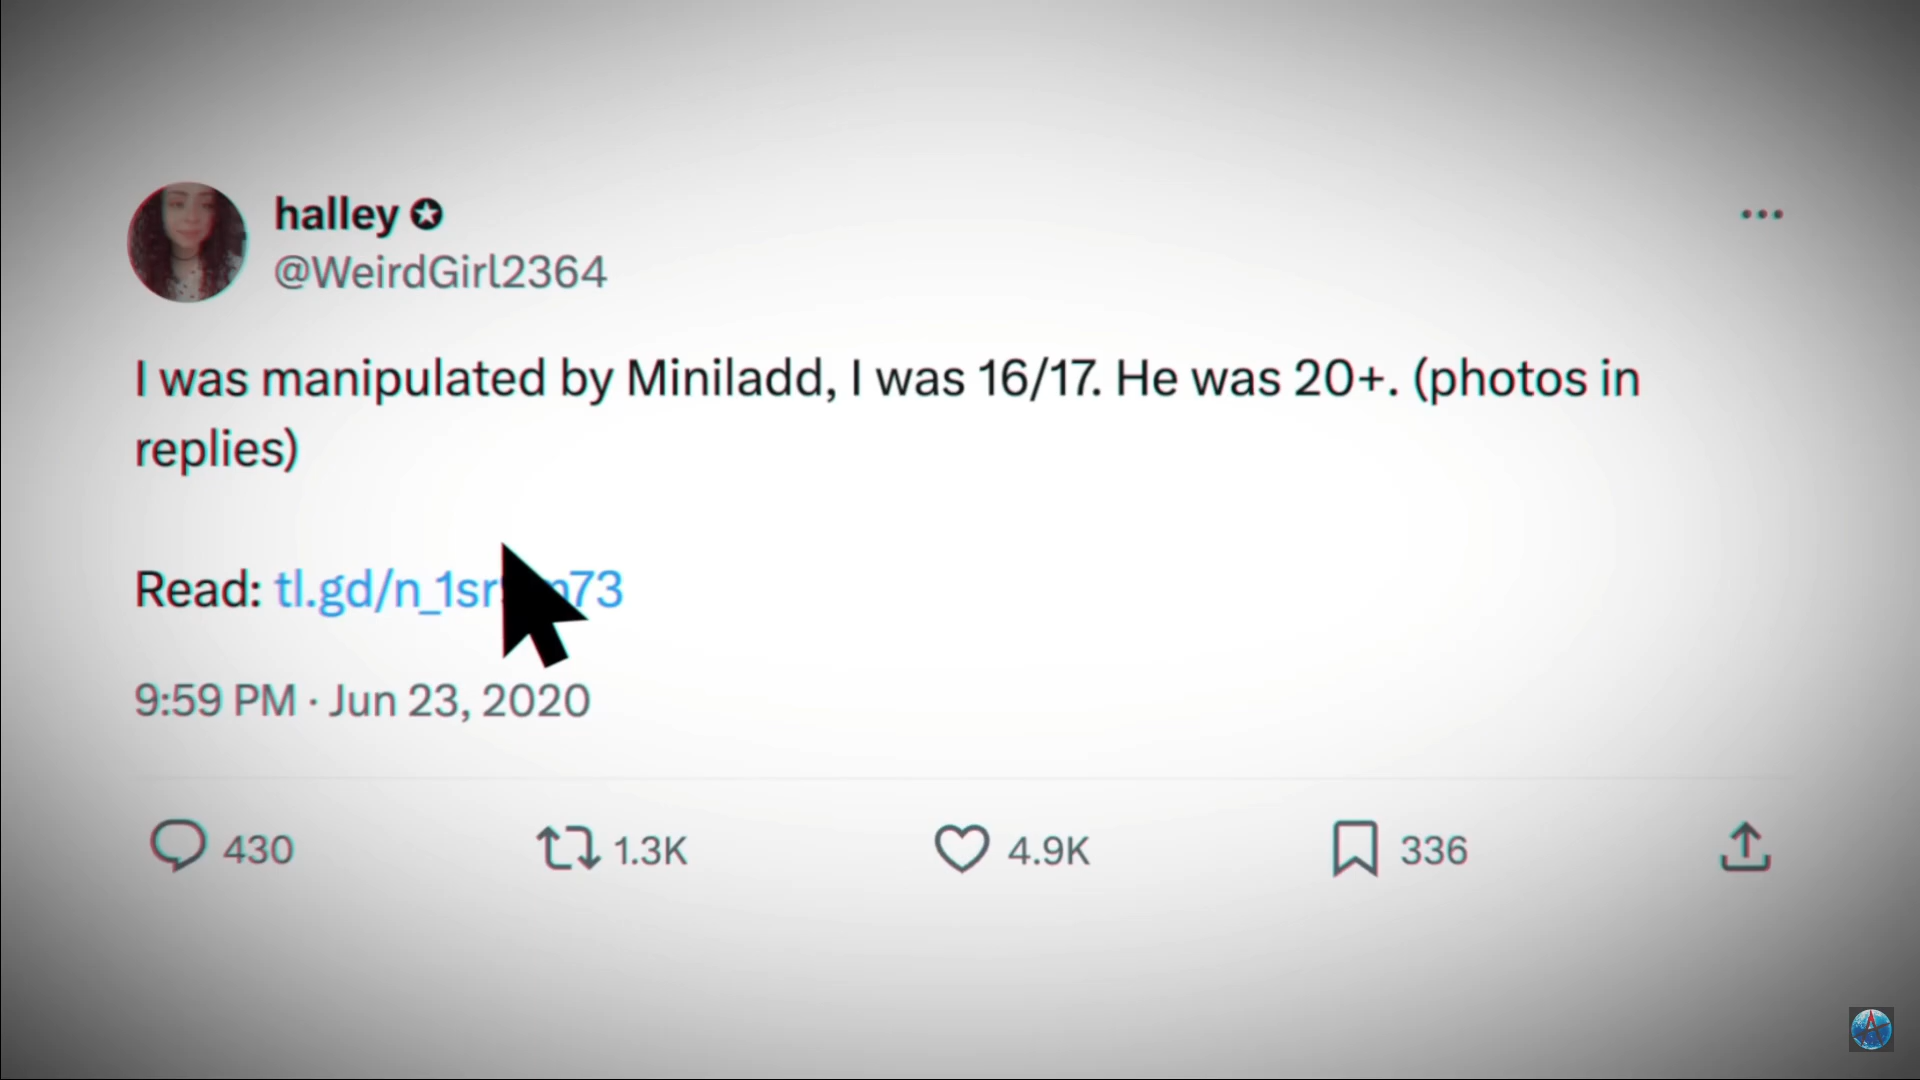 halley
@WeirdGirl2364
I was manipulated by Miniladd, I was 16/17. He was 20+. (photos in
replies)
Read:
9:59 PM · Jun 23, 2020
430 1.3K 4.9K 336